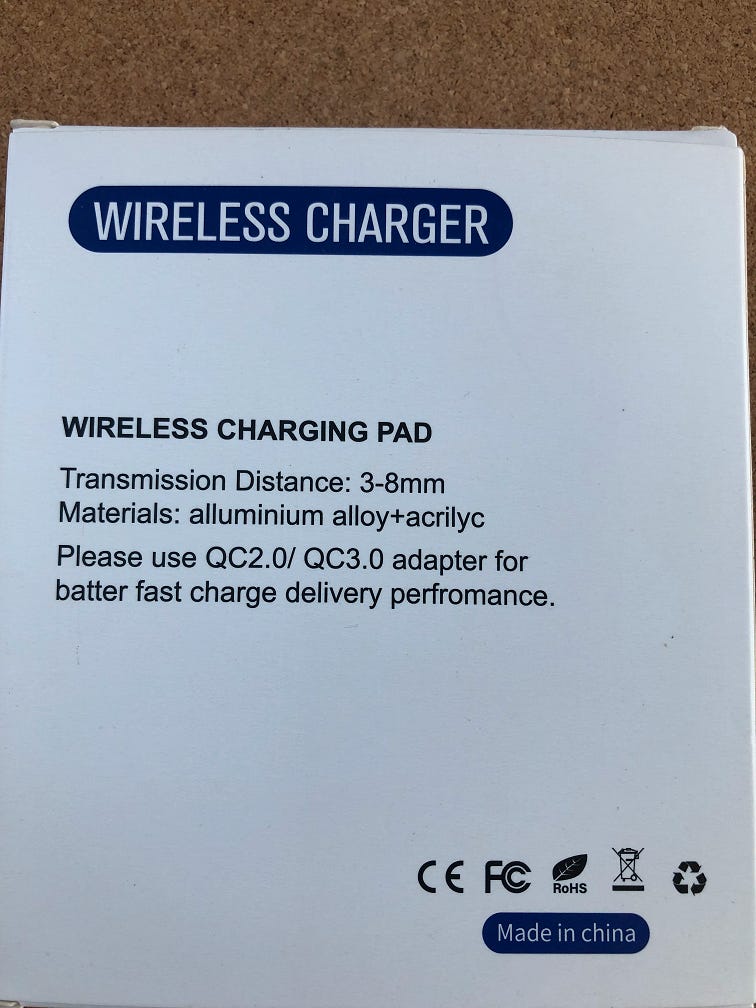 WIRELESS CHARGER
WIRELESS CHARGING PAD
Transmission Distance: 3-8mm
Materials: alluminium alloy+acrilyc
Please use QC2.0/ QC3.0 adapter for
batter fast charge delivery perfromance.
CE FC RoHS
Made in china